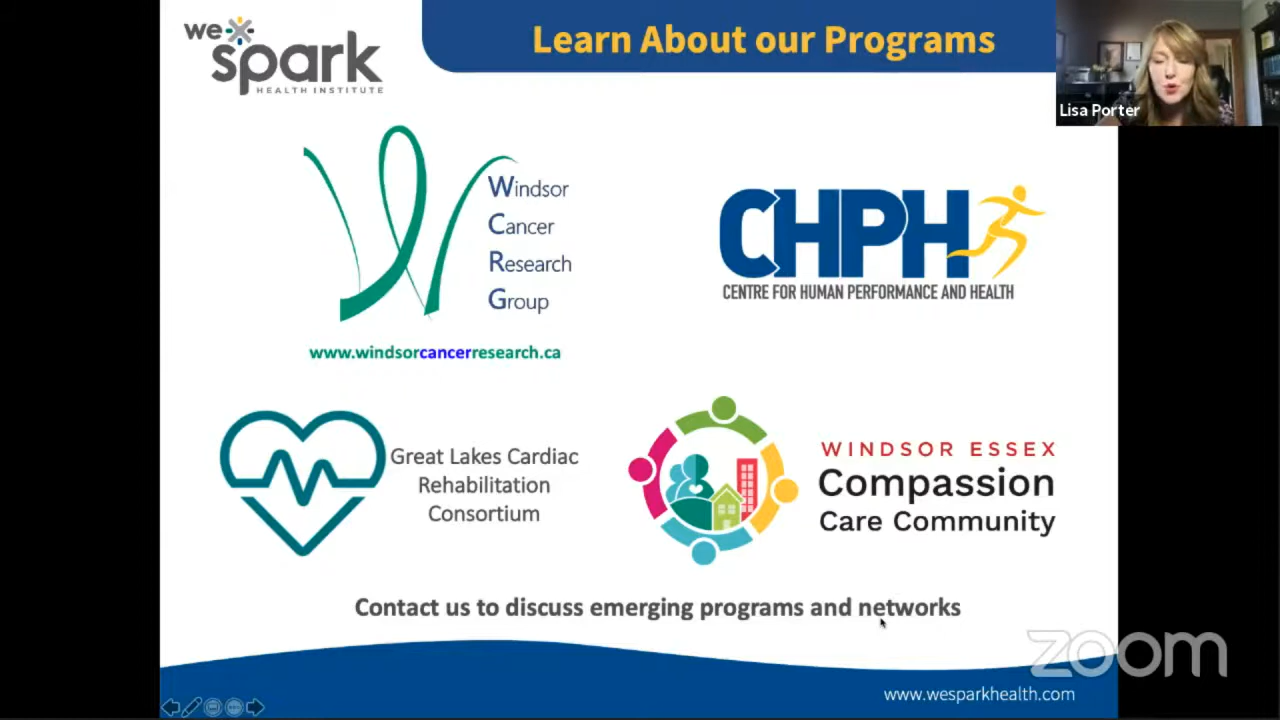 we
spark
HEALTH INSTITUTE
Learn About our Programs
Lisa Porter
Windsor
Cancer
Research
Group
www.windsorcancerresearch.ca
CHPH
CENTRE FOR HUMAN PERFORMANCE AND HEALTH
Great Lakes Cardiac
Rehabilitation
Consortium
WINDSOR ESSEX
Compassion
Care Community
Contact us to discuss emerging programs and networks
zoom
www.wesparkhealth.com